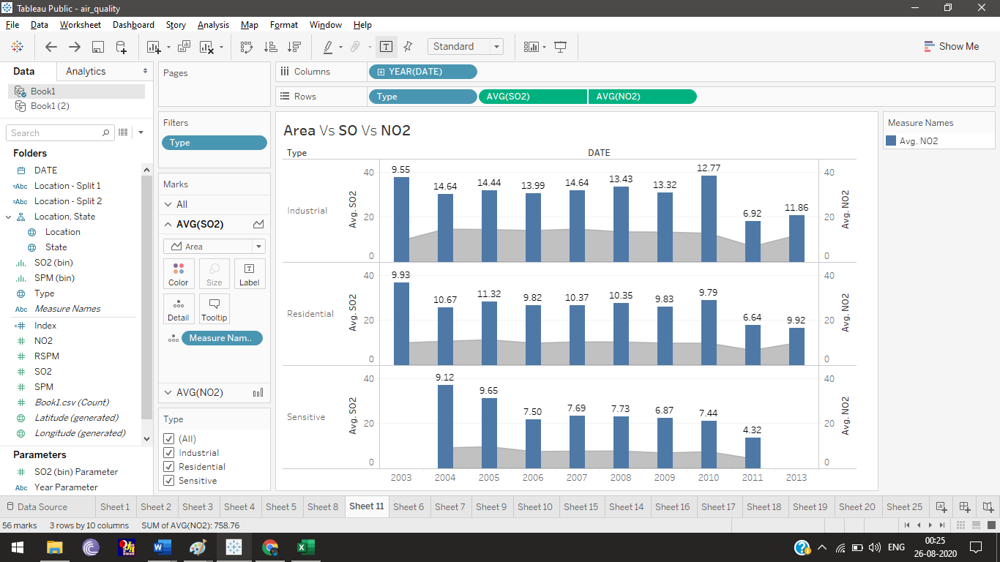 Tableau Public - air_quality
File Data Worksheet Dashboard Story Analysis Map Format Window Help
Standard
Show Me
Data Analytics
Book1
Book1 (2)
Search
Folders
DATE
Location - Split 1
Location - Split 2
Location, State
Location
State
SO2 (bin)
SPM (bin)
Type
Measure Names
Index
NO2
RSPM
SO2
SPM
Book1.csv (Count)
Latitude (generated)
Longitude (generated)
Parameters
SO2 (bin) Parameter
Year Parameter
Pages
Filters
Type
Marks
All
AVG(SO2)
Area
Color Size Label
Detail Tooltip
Measure Nam..
AVG(NO2)
Type
(All)
Industrial
Residential
Sensitive
Columns YEAR(DATE)
Rows Type AVG(SO2) AVG(NO2)
Area Vs SO Vs NO2
Type DATE
Industrial
Avg. SO2
40
20
0
9.55 14.64 14.44 13.99 14.64 13.43 13.32 12.77 6.92 11.86
40
20
0
Avg. NO2
Residential
Avg. SO2
40
20
0
9.93 10.67 11.32 9.82 10.37 10.35 9.83 9.79 6.64 9.92
40
20
0
Avg. NO2
Sensitive
Avg. SO2
40
20
0
9.12 9.65 7.50 7.69 7.73 6.87 7.44 4.32
40
20
0
Avg. NO2
2003 2004 2005 2006 2007 2008 2009 2010 2011 2013
Measure Names
Avg. NO2
Data Source Sheet 1 Sheet 2 Sheet 3 Sheet 4 Sheet 5 Sheet 8 Sheet 11 Sheet 6 Sheet 7 Sheet 9 Sheet 10 Sheet 15 Sheet 14 Sheet 16 Sheet 17 Sheet 18 Sheet 19 Sheet 20 Sheet 25
56 marks 3 rows by 10 columns SUM of AVG(NO2): 758.76
ENG
00:25
26-08-2020